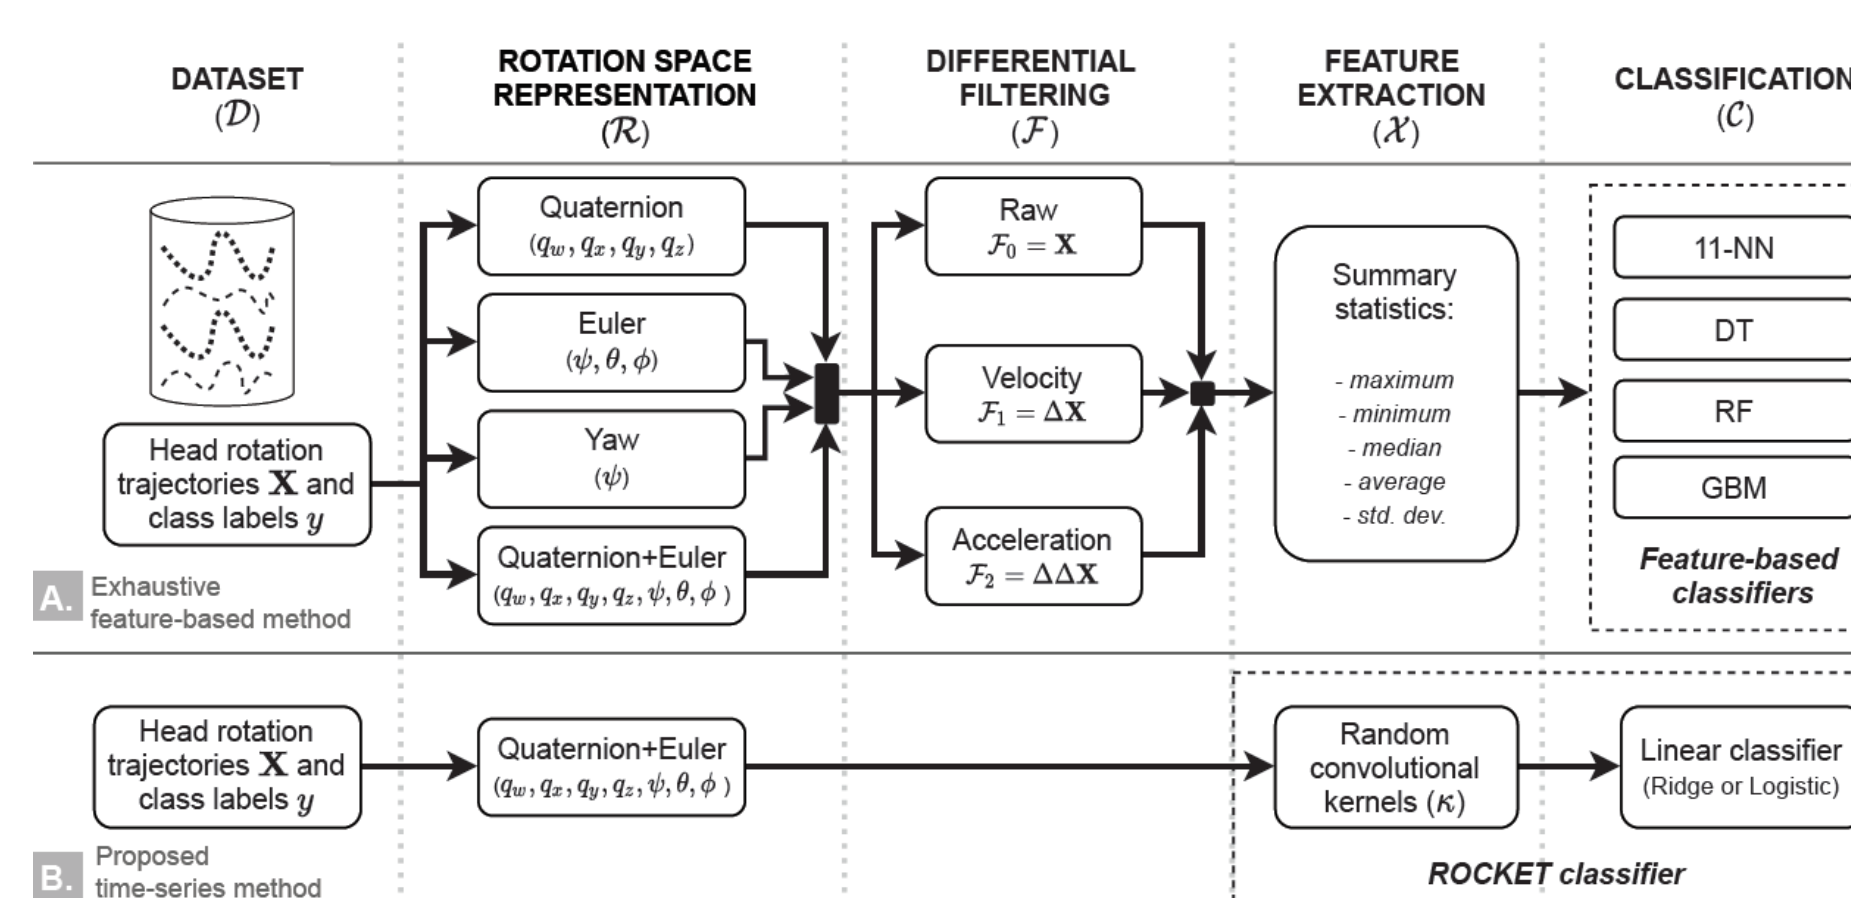 DATASET
(𝒟)
ROTATION SPACE
REPRESENTATION
(ℛ)
DIFFERENTIAL
FILTERING
(ℱ)
FEATURE
EXTRACTION
(𝒳)
CLASSIFICATION
(𝒞)
Head rotation
trajectories X and
class labels y
A.
Exhaustive
feature-based method
Quaternion
(q_w, q_x, q_y, q_z)
Euler
(ψ, θ, ϕ)
Yaw
(ψ)
Quaternion+Euler
(q_w, q_x, q_y, q_z, ψ, θ, ϕ )
Raw
ℱ₀ = X
Velocity
ℱ₁ = ΔX
Acceleration
ℱ₂ = ΔΔX
Summary
statistics:
- maximum
- minimum
- median
- average
- std. dev.
11-NN
DT
RF
GBM
Feature-based
classifiers
Head rotation
trajectories X and
class labels y
B.
Proposed
time-series method
Quaternion+Euler
(q_w, q_x, q_y, q_z, ψ, θ, ϕ )
Random
convolutional
kernels (κ)
Linear classifier
(Ridge or Logistic)
ROCKET classifier